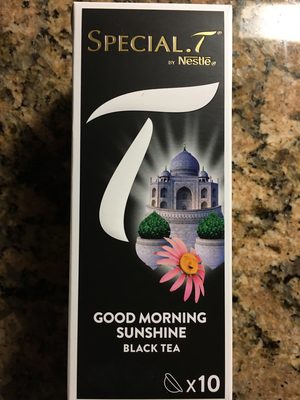 SPECIAL.T®
BY Nestlé®
T
GOOD MORNING
SUNSHINE
BLACK TEA
x10